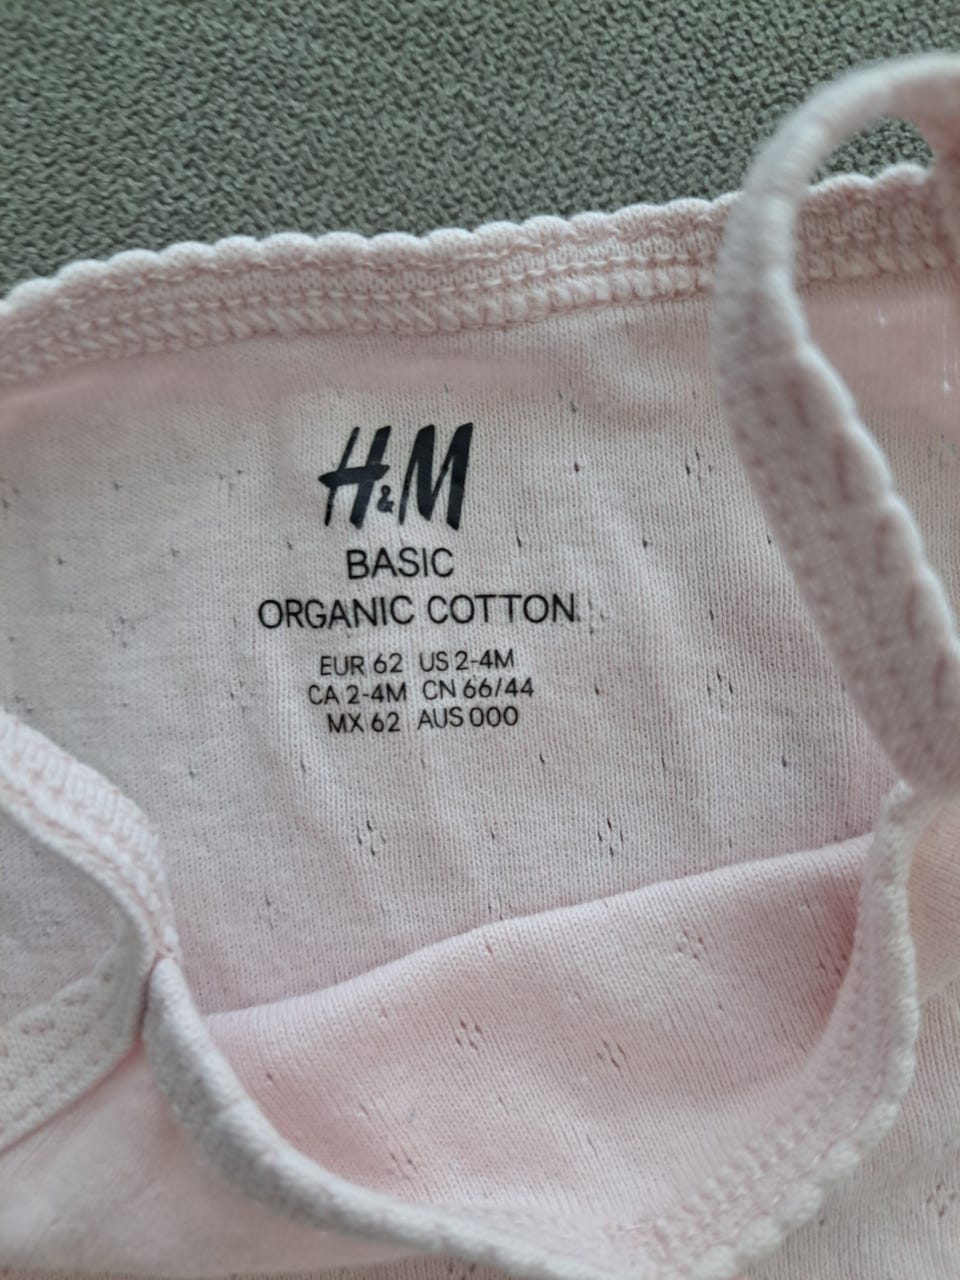 H&M
BASIC
ORGANIC COTTON
EUR 62 US 2-4M
CA 2-4M CN 66/44
MX 62 AUS 000